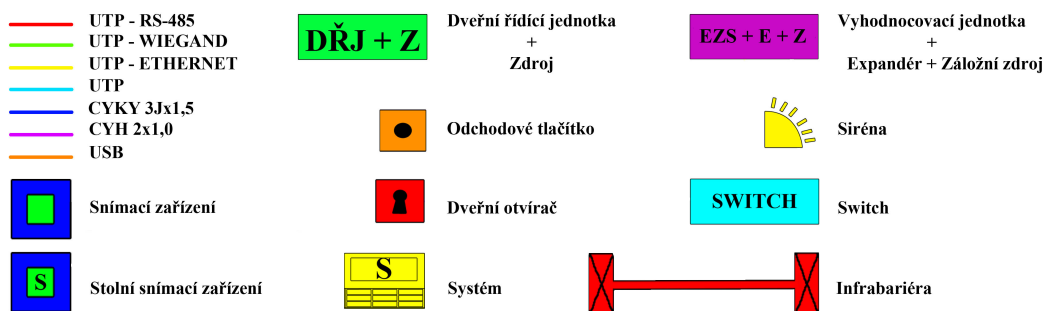 UTP - RS-485
UTP - WIEGAND
UTP - ETHERNET
UTP
CYKY 3Jx1,5
CYH 2x1,0
USB
Snímací zařízení
S
Stolní snímací zařízení
DŘJ + Z
Dveřní řídící jednotka
+
Zdroj
Odchodové tlačítko
Dveřní otvírač
S
Systém
EZS + E + Z
Vyhodnocovací jednotka
+
Expandér + Záložní zdroj
Siréna
SWITCH
Switch
Infrabariéra